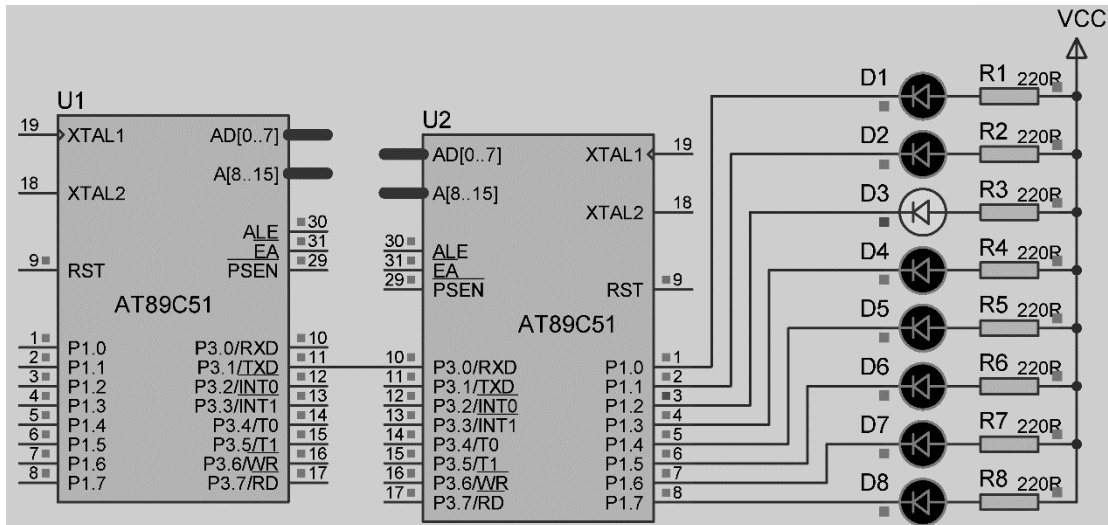 VCC
D1 R1 220R
U1
U2
D2 R2 220R
D3 R3 220R
D4 R4 220R
D5 R5 220R
D6 R6 220R
D7 R7 220R
D8 R8 220R
19 XTAL1 AD[0..7]
A[8..15]
18 XTAL2
ALE 30
EA 31
9 RST PSEN 29
AT89C51
1 P1.0 P3.0/RXD 10
2 P1.1 P3.1/TXD 11
3 P1.2 P3.2/INT0 12
4 P1.3 P3.3/INT1 13
5 P1.4 P3.4/T0 14
6 P1.5 P3.5/T1 15
7 P1.6 P3.6/WR 16
8 P1.7 P3.7/RD 17
AD[0..7] XTAL1 19
A[8..15]
XTAL2 18
30 ALE
31 EA
29 PSEN RST 9
AT89C51
10 P3.0/RXD P1.0 1
11 P3.1/TXD P1.1 2
12 P3.2/INT0 P1.2 3
13 P3.3/INT1 P1.3 4
14 P3.4/T0 P1.4 5
15 P3.5/T1 P1.5 6
16 P3.6/WR P1.6 7
17 P3.7/RD P1.7 8